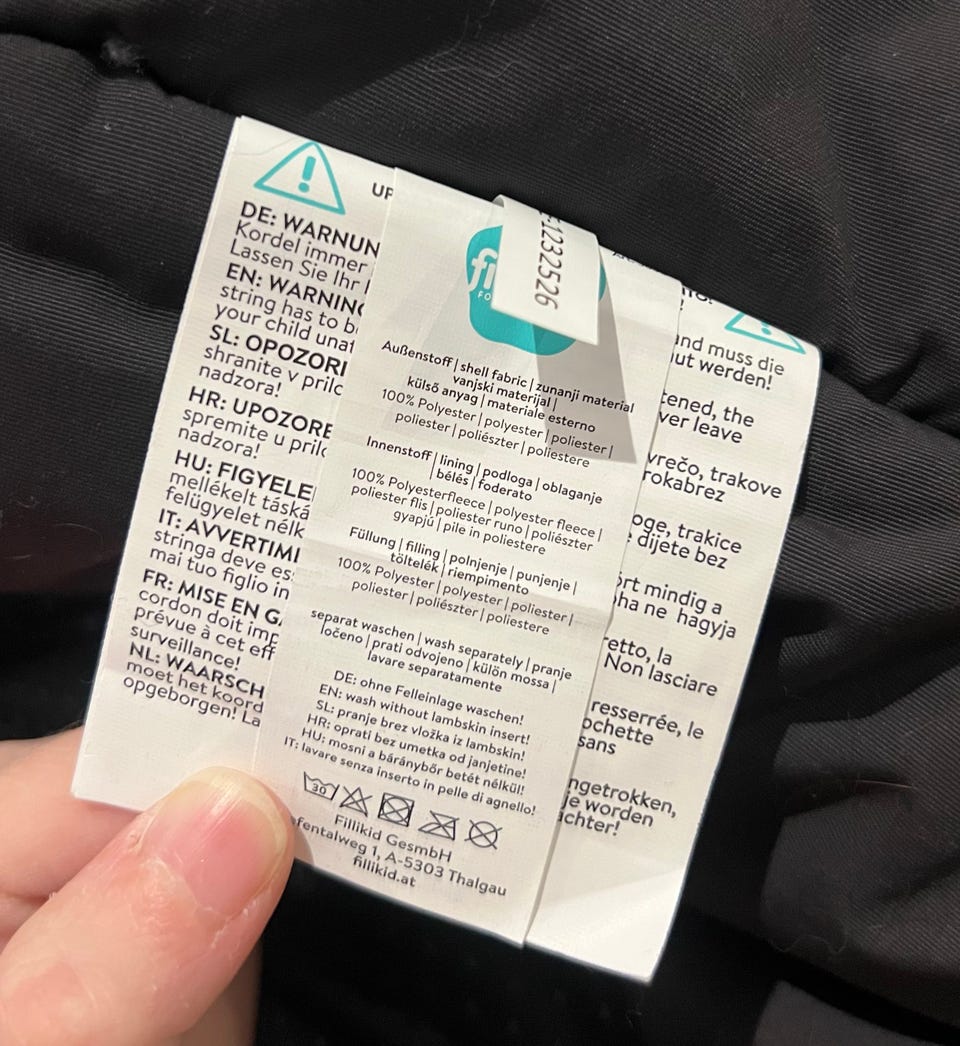 DE: WARNUN
Kordel immer
Lassen Sie Ihr
EN: WARNING
string has to b
your child unat
SL: OPOZORI
shranite v prilo
nadzora!
HR: UPOZORE
spremite u prilo
nadzora!
HU: FIGYELE
mellékelt táská
felügyelet nélk
IT: AVVERTIMI
stringa deve es
mai tuo figlio in
FR: MISE EN GA
cordon doit imp
prévue à cet eff
surveillance!
NL: WAARSCH
moet het koord
opgeborgen! La
1232526
Außenstoff | shell fabric | zunanji material
vanjski materijal |
külső anyag | materiale esterno
100% Polyester | polyester | poliester |
poliester | poliészter | poliestere
Innenstoff | lining | podloga | oblaganje
| bélés | foderato
100% Polyesterfleece | polyester fleece |
poliester flis | poliester runo | poliészter
gyapjú | pile in poliestere
Füllung | filling | polnjenje | punjenje |
töltelék | riempimento
100% Polyester | polyester | poliester |
poliester | poliészter | poliestere
separat waschen | wash separately | pranje
ločeno | prati odvojeno | külön mossa |
lavare separatamente
DE: ohne Felleinlage waschen!
EN: wash without lambskin insert!
SL: pranje brez vložka iz lambskin!
HR: oprati bez umetka od janjetine!
HU: mosni a báránybőr betét nélkül!
IT: lavare senza inserto in pelle di agnello!
30
Fillikid GesmbH
fentalweg 1, A-5303 Thalgau
fillikid.at
and muss die
ut werden!
tened, the
ver leave
vrečo, trakove
rokabrez
oge, trakice
dijete bez
ört mindig a
ha ne hagyja
etto, la
Non lasciare
resserrée, le
ochette
sans
ngetrokken,
je worden
chter!